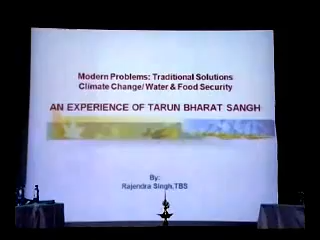 Modern Problems: Traditional Solutions
Climate Change/ Water & Food Security
AN EXPERIENCE OF TARUN BHARAT SANGH
By:
Rajendra Singh,TBS